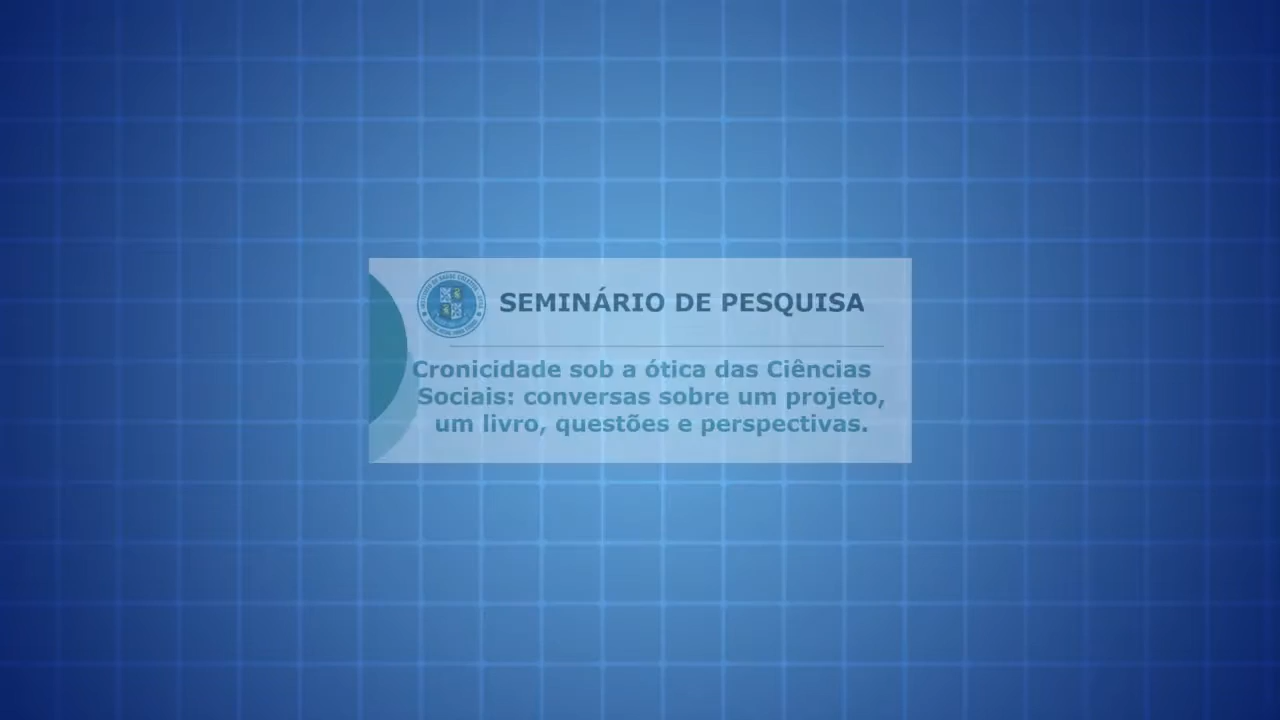 SEMINÁRIO DE PESQUISA
Cronicidade sob a ótica das Ciências
Sociais: conversas sobre um projeto,
um livro, questões e perspectivas.